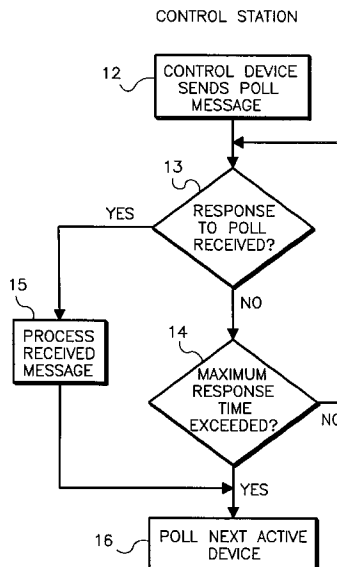 CONTROL STATION
12
CONTROL DEVICE
SENDS POLL
MESSAGE
13
YES
RESPONSE
TO POLL
RECEIVED?
NO
15
PROCESS
RECEIVED
MESSAGE
14
MAXIMUM
RESPONSE
TIME
EXCEEDED?
NO
YES
16
POLL NEXT ACTIVE
DEVICE